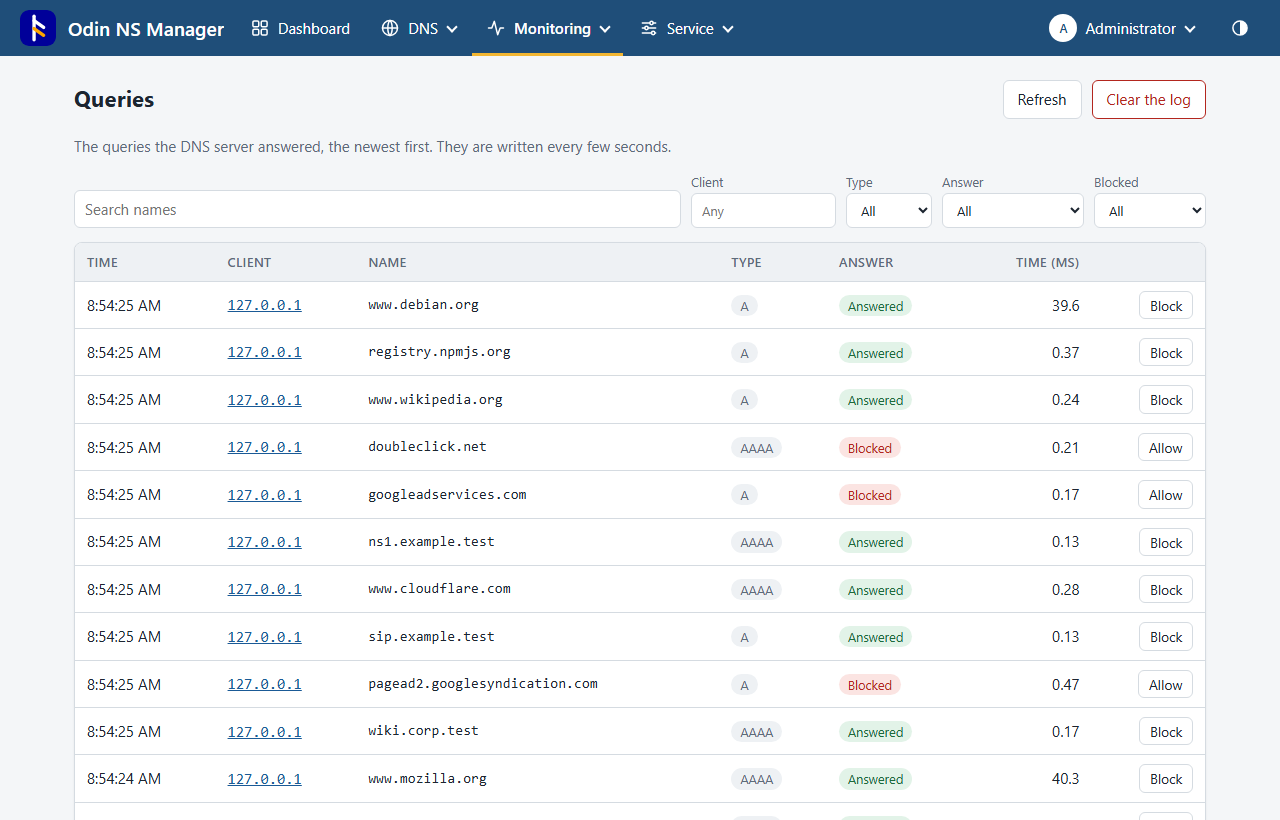 Odin NS Manager Dashboard DNS Monitoring Service A Administrator
Queries Refresh Clear the log
The queries the DNS server answered, the newest first. They are written every few seconds.
Client Type Answer Blocked
Search names Any All All All
TIME CLIENT NAME TYPE ANSWER TIME (MS)
8:54:25 AM 127.0.0.1 www.debian.org A Answered 39.6 Block
8:54:25 AM 127.0.0.1 registry.npmjs.org A Answered 0.37 Block
8:54:25 AM 127.0.0.1 www.wikipedia.org A Answered 0.24 Block
8:54:25 AM 127.0.0.1 doubleclick.net AAAA Blocked 0.21 Allow
8:54:25 AM 127.0.0.1 googleadservices.com A Blocked 0.17 Allow
8:54:25 AM 127.0.0.1 ns1.example.test AAAA Answered 0.13 Block
8:54:25 AM 127.0.0.1 www.cloudflare.com AAAA Answered 0.28 Block
8:54:25 AM 127.0.0.1 sip.example.test A Answered 0.13 Block
8:54:25 AM 127.0.0.1 pagead2.googlesyndication.com A Blocked 0.47 Allow
8:54:25 AM 127.0.0.1 wiki.corp.test AAAA Answered 0.17 Block
8:54:24 AM 127.0.0.1 www.mozilla.org AAAA Answered 40.3 Block